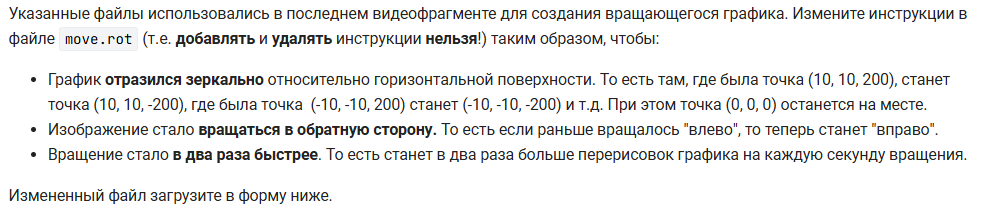 Указанные файлы использовались в последнем видеофрагменте для создания вращающегося графика. Измените инструкции в
файле move.rot (т.е. добавлять и удалять инструкции нельзя!) таким образом, чтобы:
• График отразился зеркально относительно горизонтальной поверхности. То есть там, где была точка (10, 10, 200), станет
точка (10, 10, -200), где была точка (-10, -10, 200) станет (-10, -10, -200) и т.д. При этом точка (0, 0, 0) останется на месте.
• Изображение стало вращаться в обратную сторону. То есть если раньше вращалось "влево", то теперь станет "вправо".
• Вращение стало в два раза быстрее. То есть станет в два раза больше перерисовок графика на каждую секунду вращения.
Измененный файл загрузите в форму ниже.